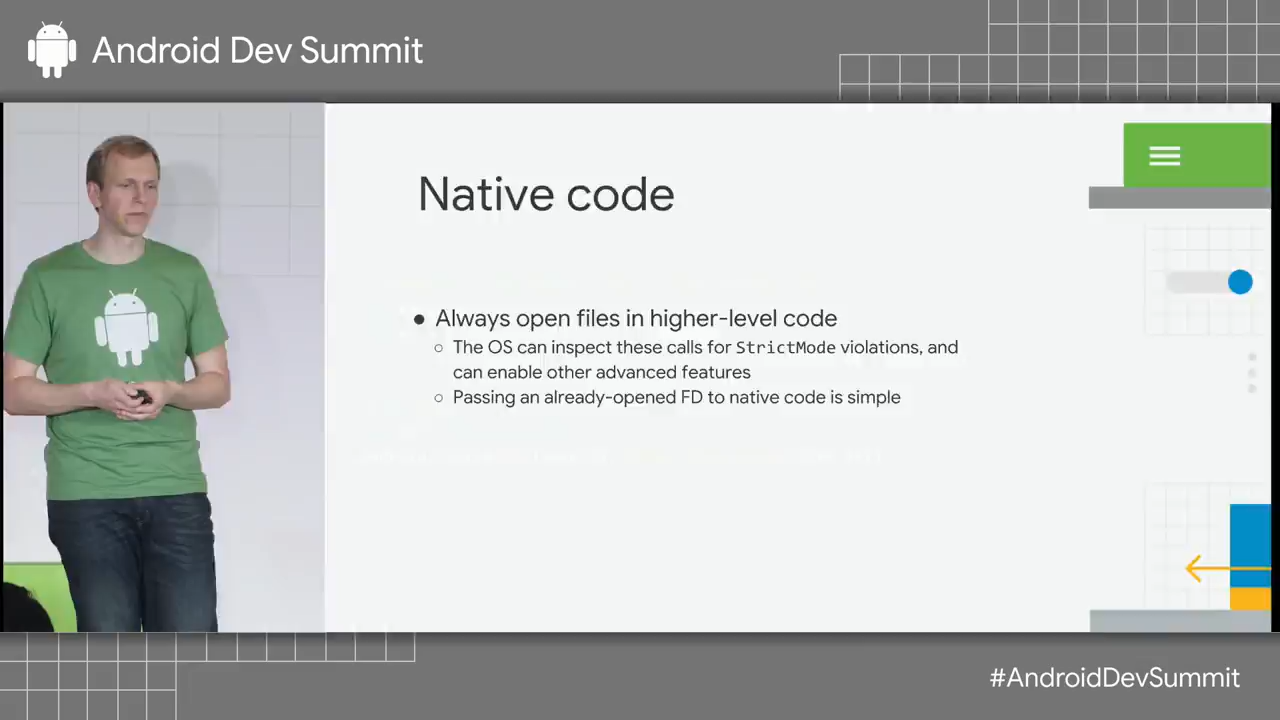 Android Dev Summit
Native code
● Always open files in higher-level code
○ The OS can inspect these calls for StrictMode violations, and
can enable other advanced features
○ Passing an already-opened FD to native code is simple
#AndroidDevSummit